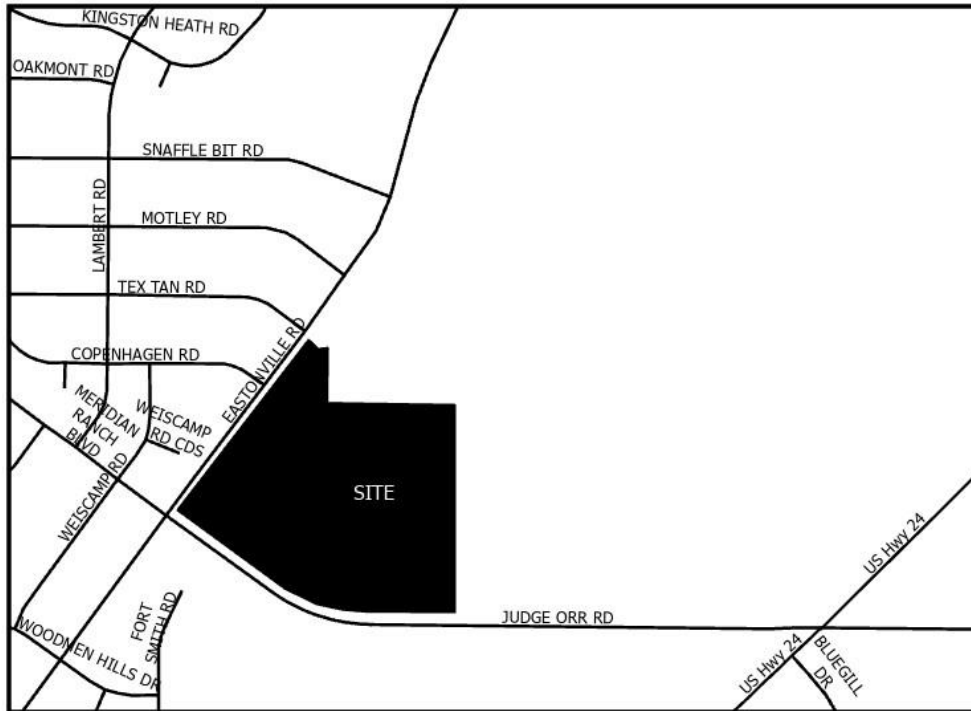 KINGSTON HEATH RD
OAKMONT RD
SNAFFLE BIT RD
LAMBERT RD
MOTLEY RD
TEX TAN RD
EASTONVILLE RD
COPENHAGEN RD
MERIDIAN
RANCH
BLVD
WEISCAMP
RD CDS
WEISCAMP RD
SITE
US Hwy 24
FORT
SMITH RD
JUDGE ORR RD
WOODMEN HILLS DR
US Hwy 24
BLUEGILL
DR